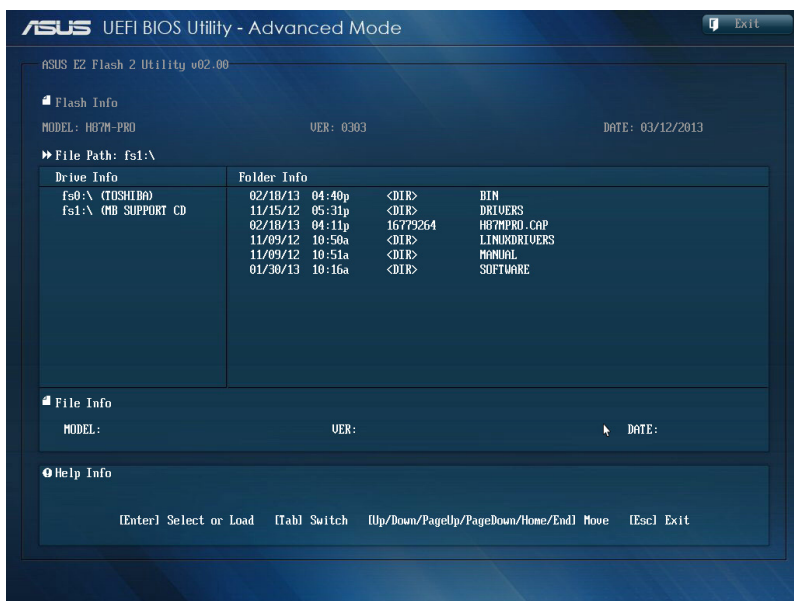 ASUS UEFI BIOS Utility - Advanced Mode
Exit
ASUS EZ Flash 2 Utility v02.00
Flash Info
MODEL: H87M-PRO VER: 0303 DATE: 03/12/2013
File Path: fs1:\
Drive Info Folder Info
fs0:\ (TOSHIBA) 02/18/13 04:40p <DIR> BIN
fs1:\ (MB SUPPORT CD 11/15/12 05:31p <DIR> DRIVERS
02/18/13 04:11p 16779264 H87MPRO.CAP
11/09/12 10:50a <DIR> LINUXDRIVERS
11/09/12 10:51a <DIR> MANUAL
01/30/13 10:16a <DIR> SOFTWARE
File Info
MODEL: VER: DATE:
Help Info
[Enter] Select or Load [Tab] Switch [Up/Down/PageUp/PageDown/Home/End] Move [Esc] Exit